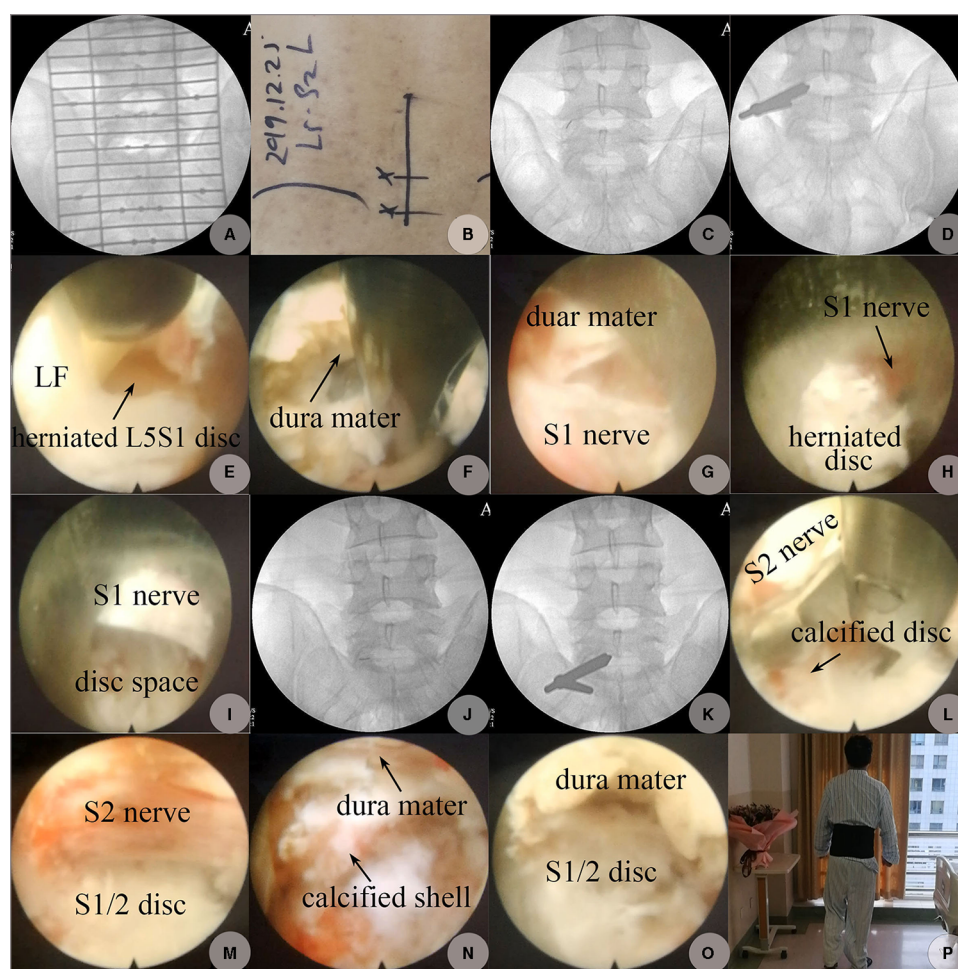 A
A
2019.12.25
L5-S2 L
x
x
B
A
C
D
LF
herniated L5S1 disc
E
dura mater
F
duar mater
S1 nerve
G
S1 nerve
herniated
disc
H
S1 nerve
disc space
I
A
J
A
K
S2 nerve
calcified disc
L
S2 nerve
S1/2 disc
M
dura mater
calcified shell
N
dura mater
S1/2 disc
O
P